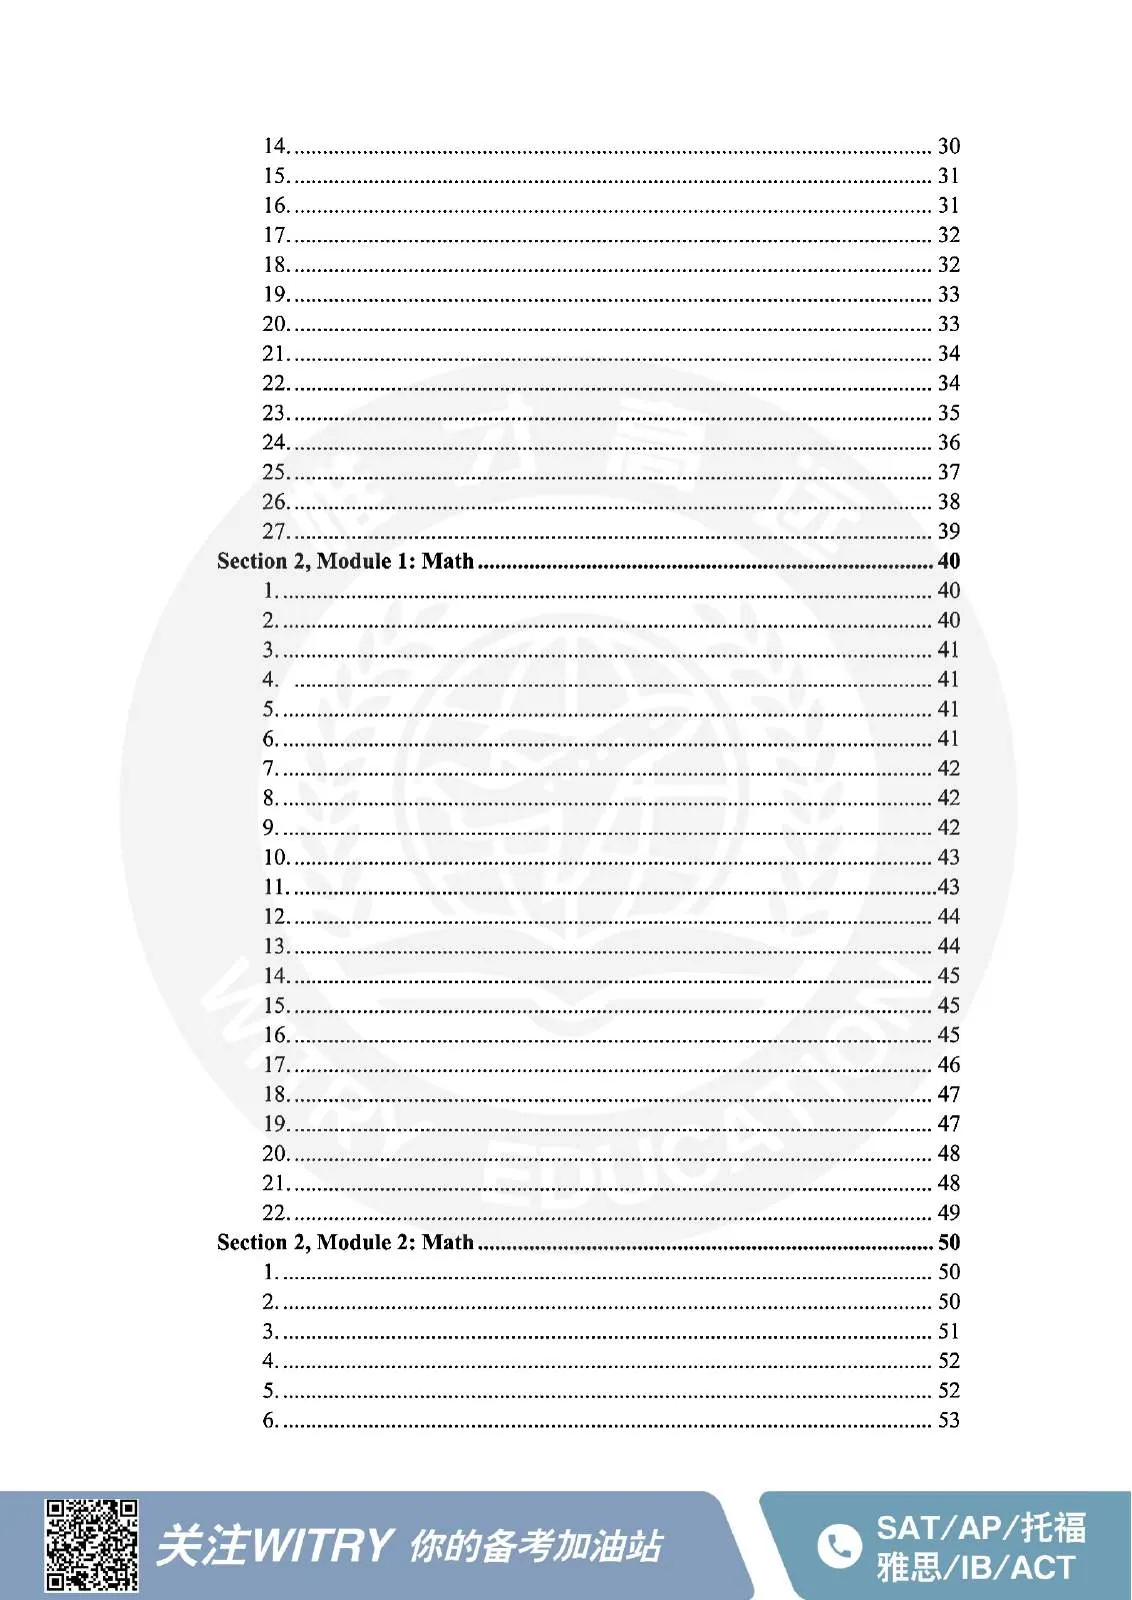 14. ........ 30
15. ........ 31
16. ........ 31
17. ........ 32
18. ........ 32
19. ........ 33
20. ........ 33
21. ........ 34
22. ........ 34
23. ........ 35
24. ........ 36
25. ........ 37
26. ........ 38
27. ........ 39
Section 2, Module 1: Math ........ 40
1. ........ 40
2. ........ 40
3. ........ 41
4. ........ 41
5. ........ 41
6. ........ 41
7. ........ 42
8. ........ 42
9. ........ 42
10. ........ 43
11. ........ 43
12. ........ 44
13. ........ 44
14. ........ 45
15. ........ 45
16. ........ 45
17. ........ 46
18. ........ 47
19. ........ 47
20. ........ 48
21. ........ 48
22. ........ 49
Section 2, Module 2: Math ........ 50
1. ........ 50
2. ........ 50
3. ........ 51
4. ........ 52
5. ........ 52
6. ........ 53
WITRY EDUCATION
关注WITRY 你的备考加油站
SAT/AP/托福
雅思/IB/ACT